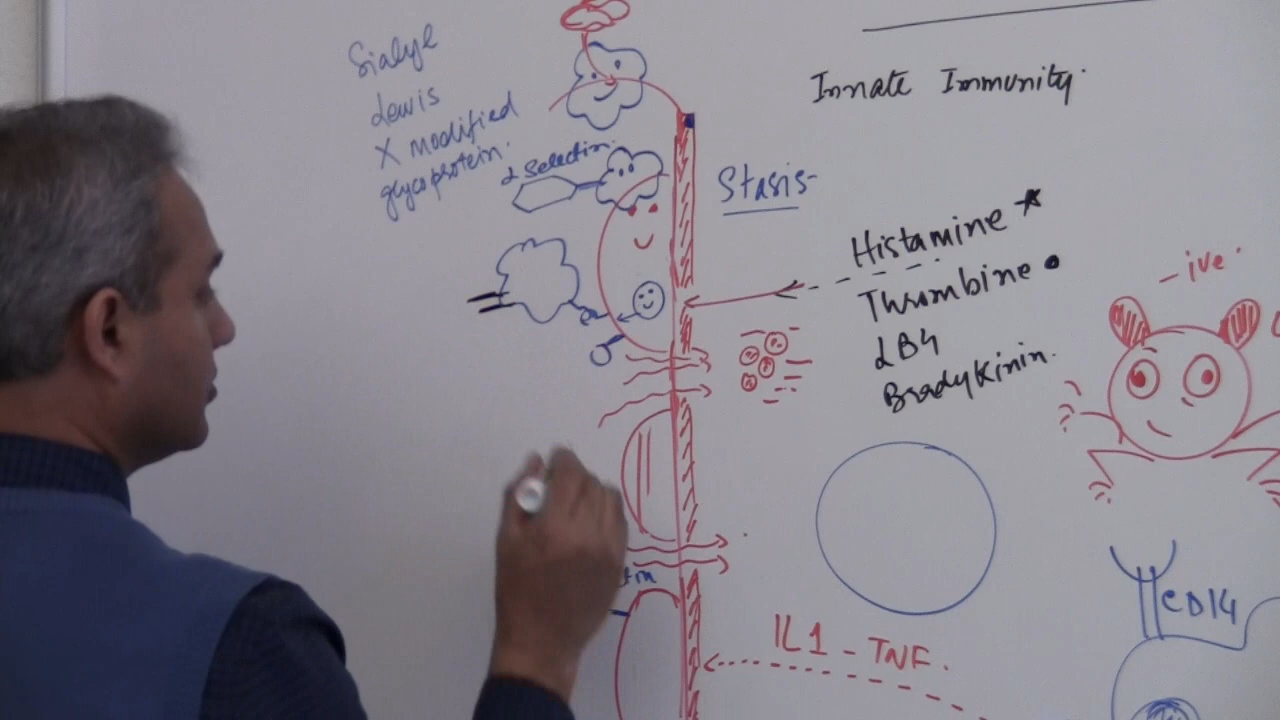 Sialyl
Lewis
X modified
glycoprotein.
L Selectin.
Innate Immunity.
Stasis-
Histamine
Thrombine
LB4
Bradykinin.
-ive.
CD14
IL1 - TNF.